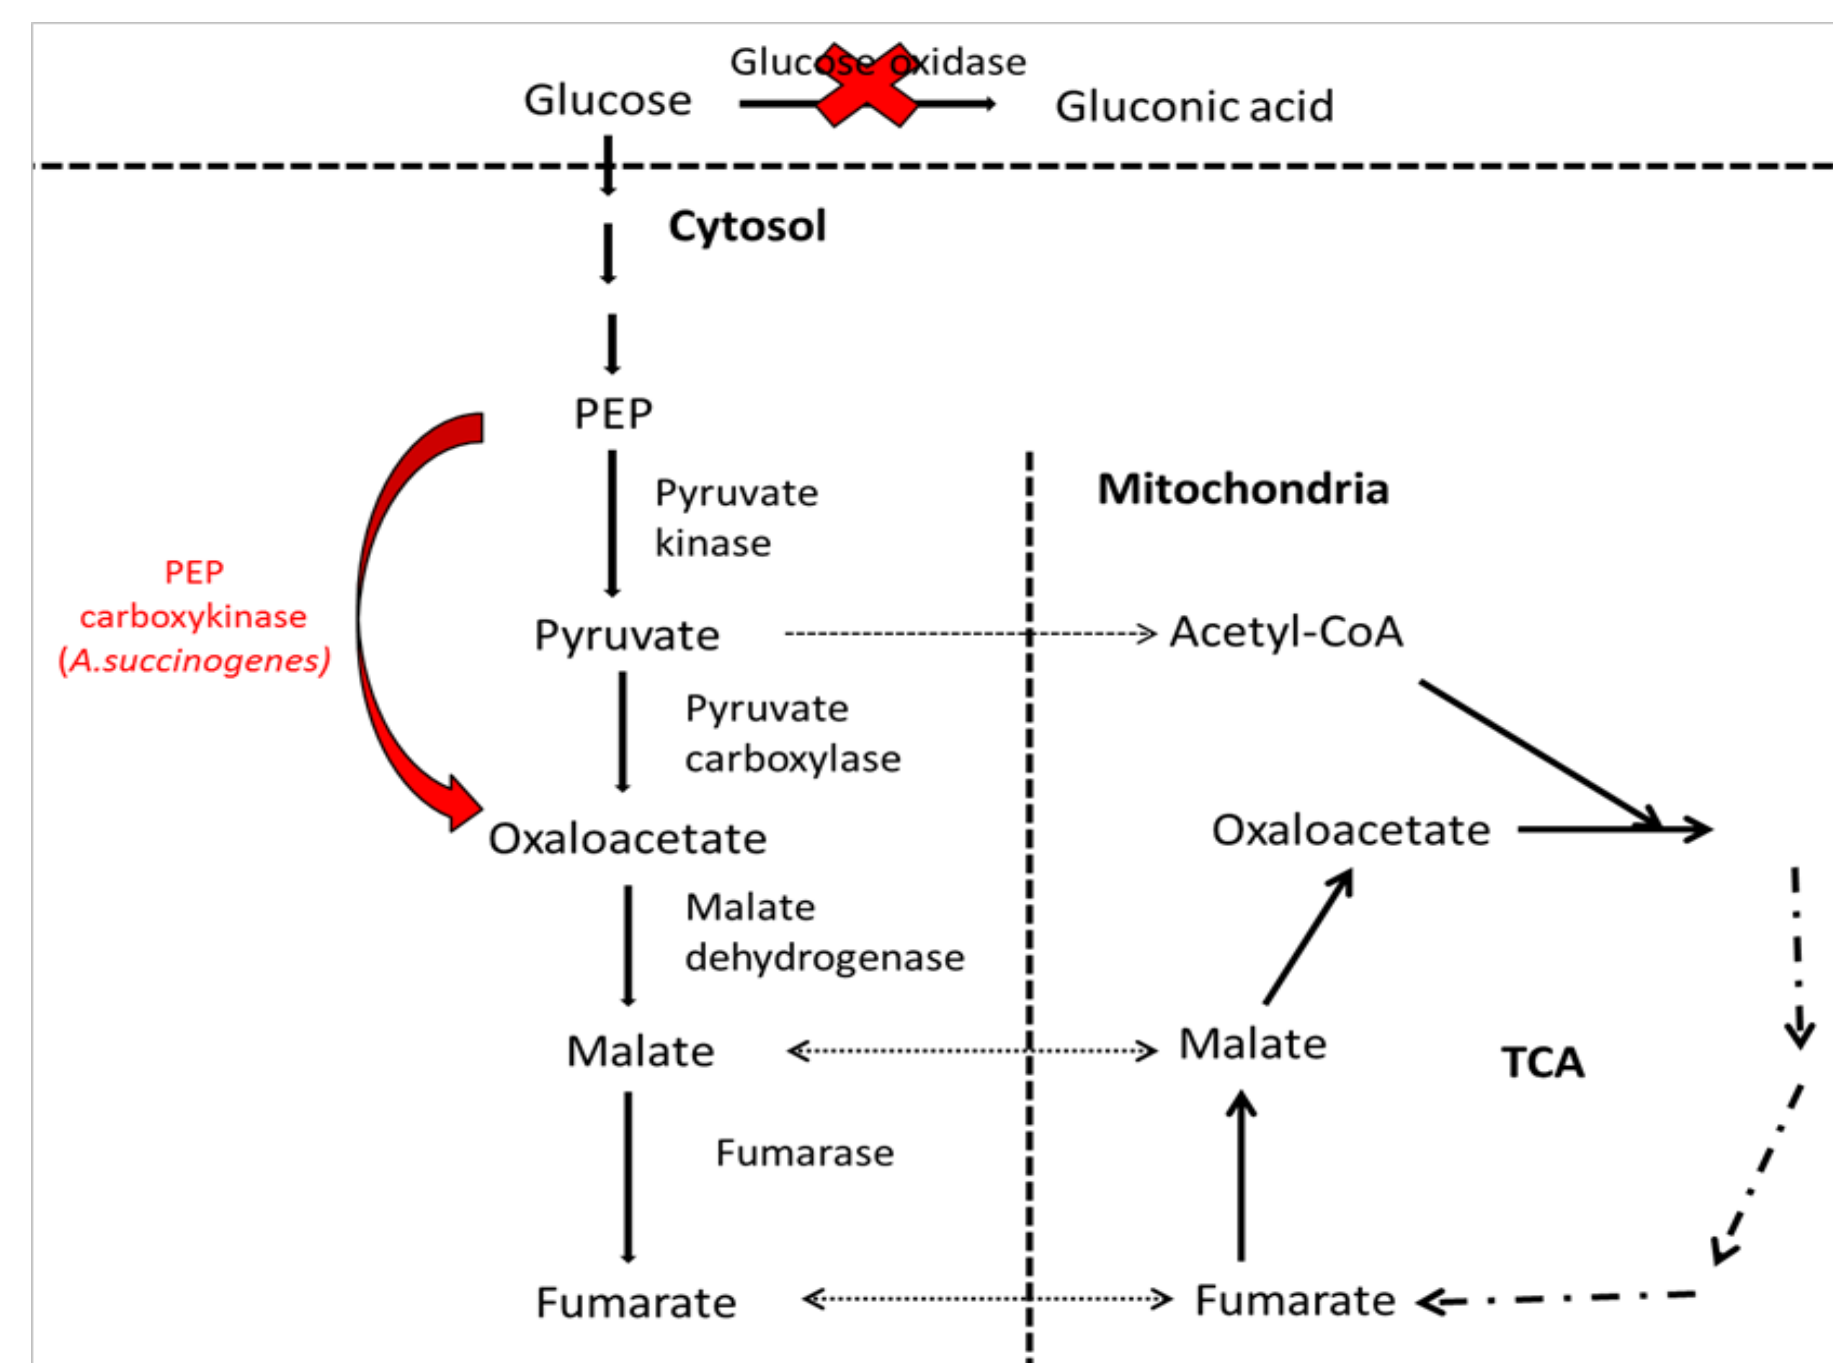 Glucose oxidase
Glucose
Gluconic acid
Cytosol
PEP
Mitochondria
Pyruvate
kinase
PEP
carboxykinase
(A.succinogenes)
Pyruvate
Acetyl-CoA
Pyruvate
carboxylase
Oxaloacetate
Oxaloacetate
Malate
dehydrogenase
Malate
Malate
TCA
Fumarase
Fumarate
Fumarate